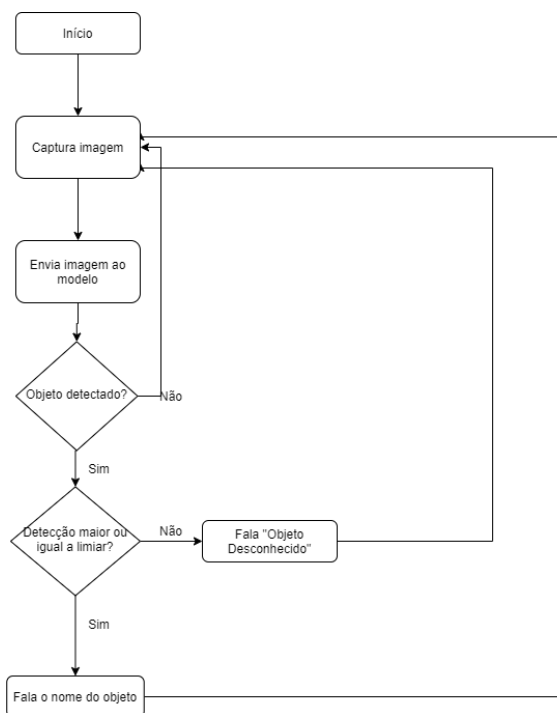 Início
Captura imagem
Envia imagem ao
modelo
Objeto detectado?
Não
Sim
Detecção maior ou
igual a limiar?
Não
Fala "Objeto
Desconhecido"
Sim
Fala o nome do objeto